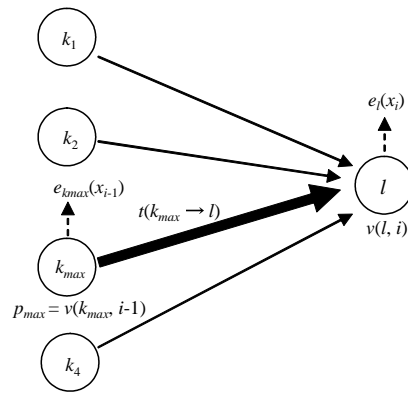 k1
k2
ekmax(xi-1)
kmax
pmax = v(kmax, i-1)
k4
t(kmax → l)
el(xi)
l
v(l, i)